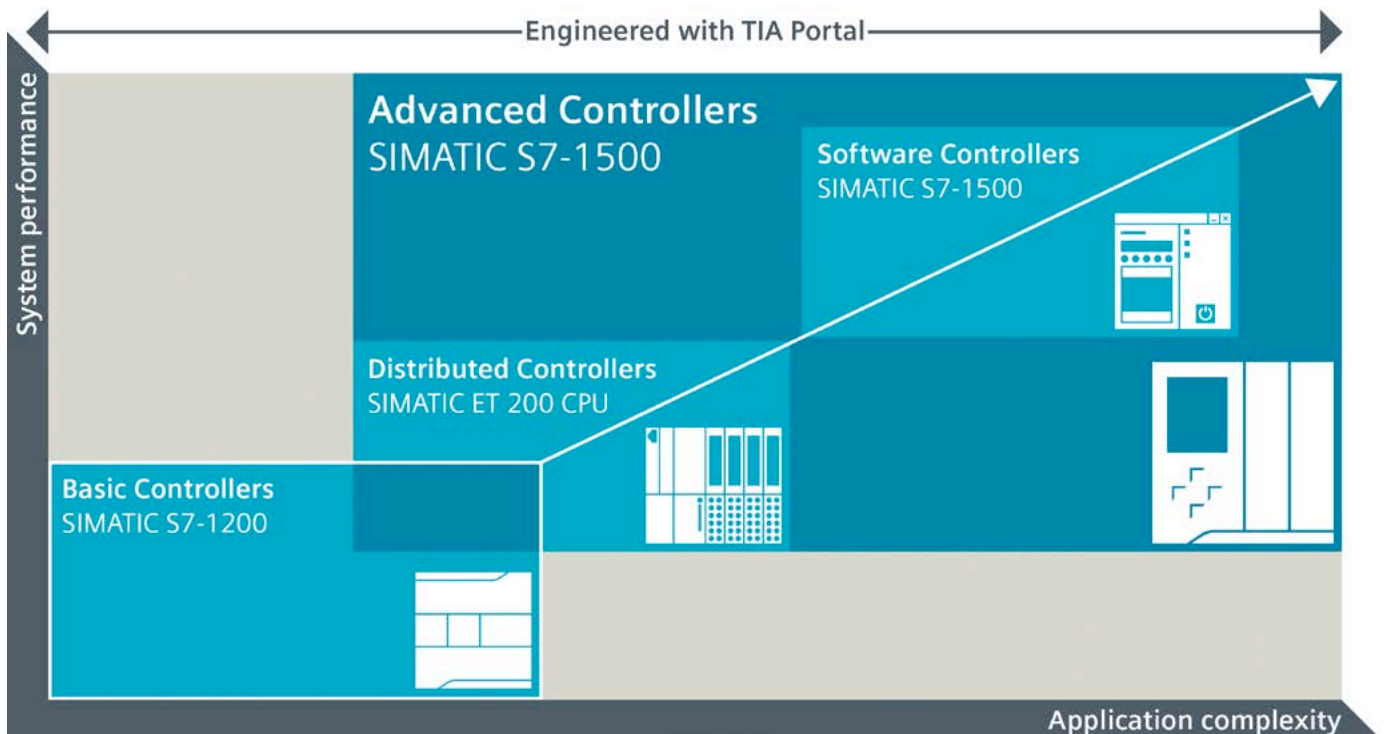 Engineered with TIA Portal
System performance
Advanced Controllers
SIMATIC S7-1500
Software Controllers
SIMATIC S7-1500
Distributed Controllers
SIMATIC ET 200 CPU
Basic Controllers
SIMATIC S7-1200
Application complexity